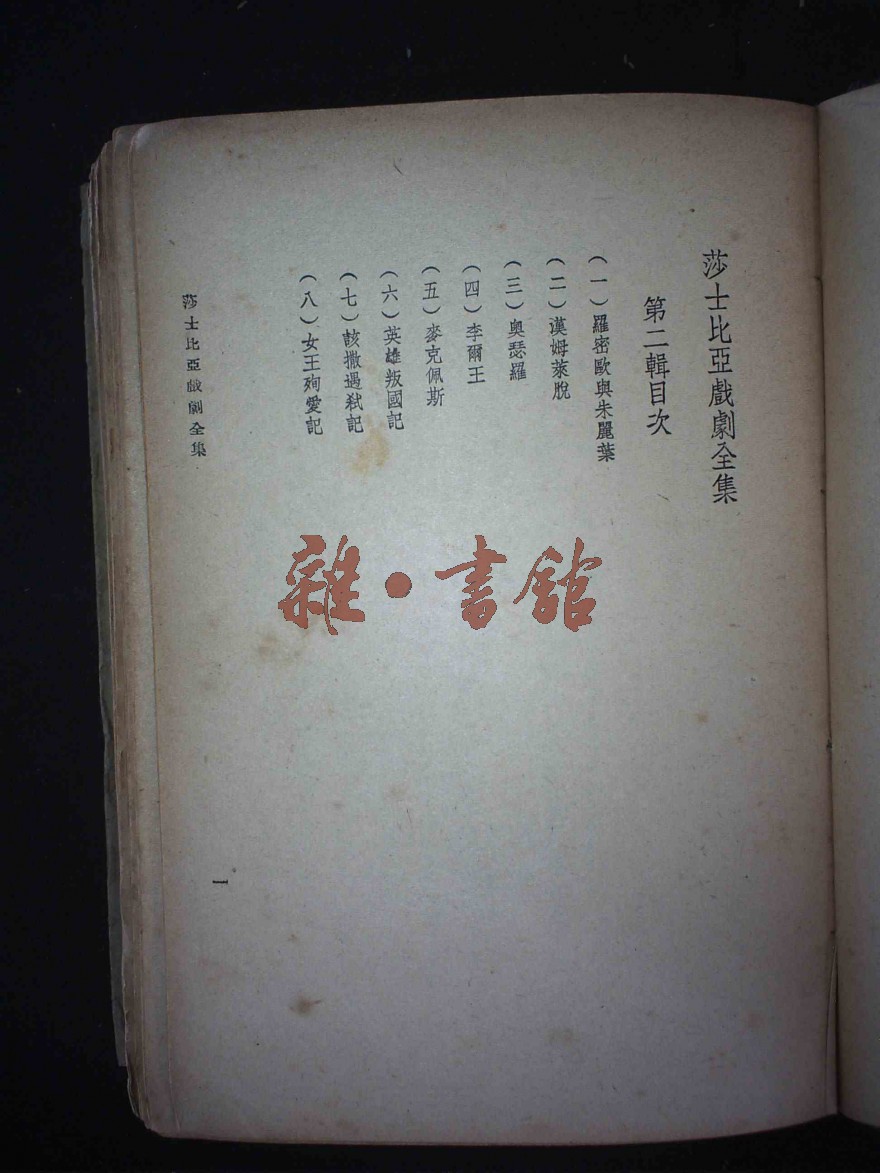 莎士比亞戲劇全集
第二輯目次
(一)羅密歐與朱麗葉
(二)漢姆萊脫
(三)奧瑟羅
(四)李爾王
(五)麥克佩斯
(六)英雄叛國記
(七)該撒遇弒記
(八)女王殉愛記
莎士比亞戲劇全集
一
雜·書館